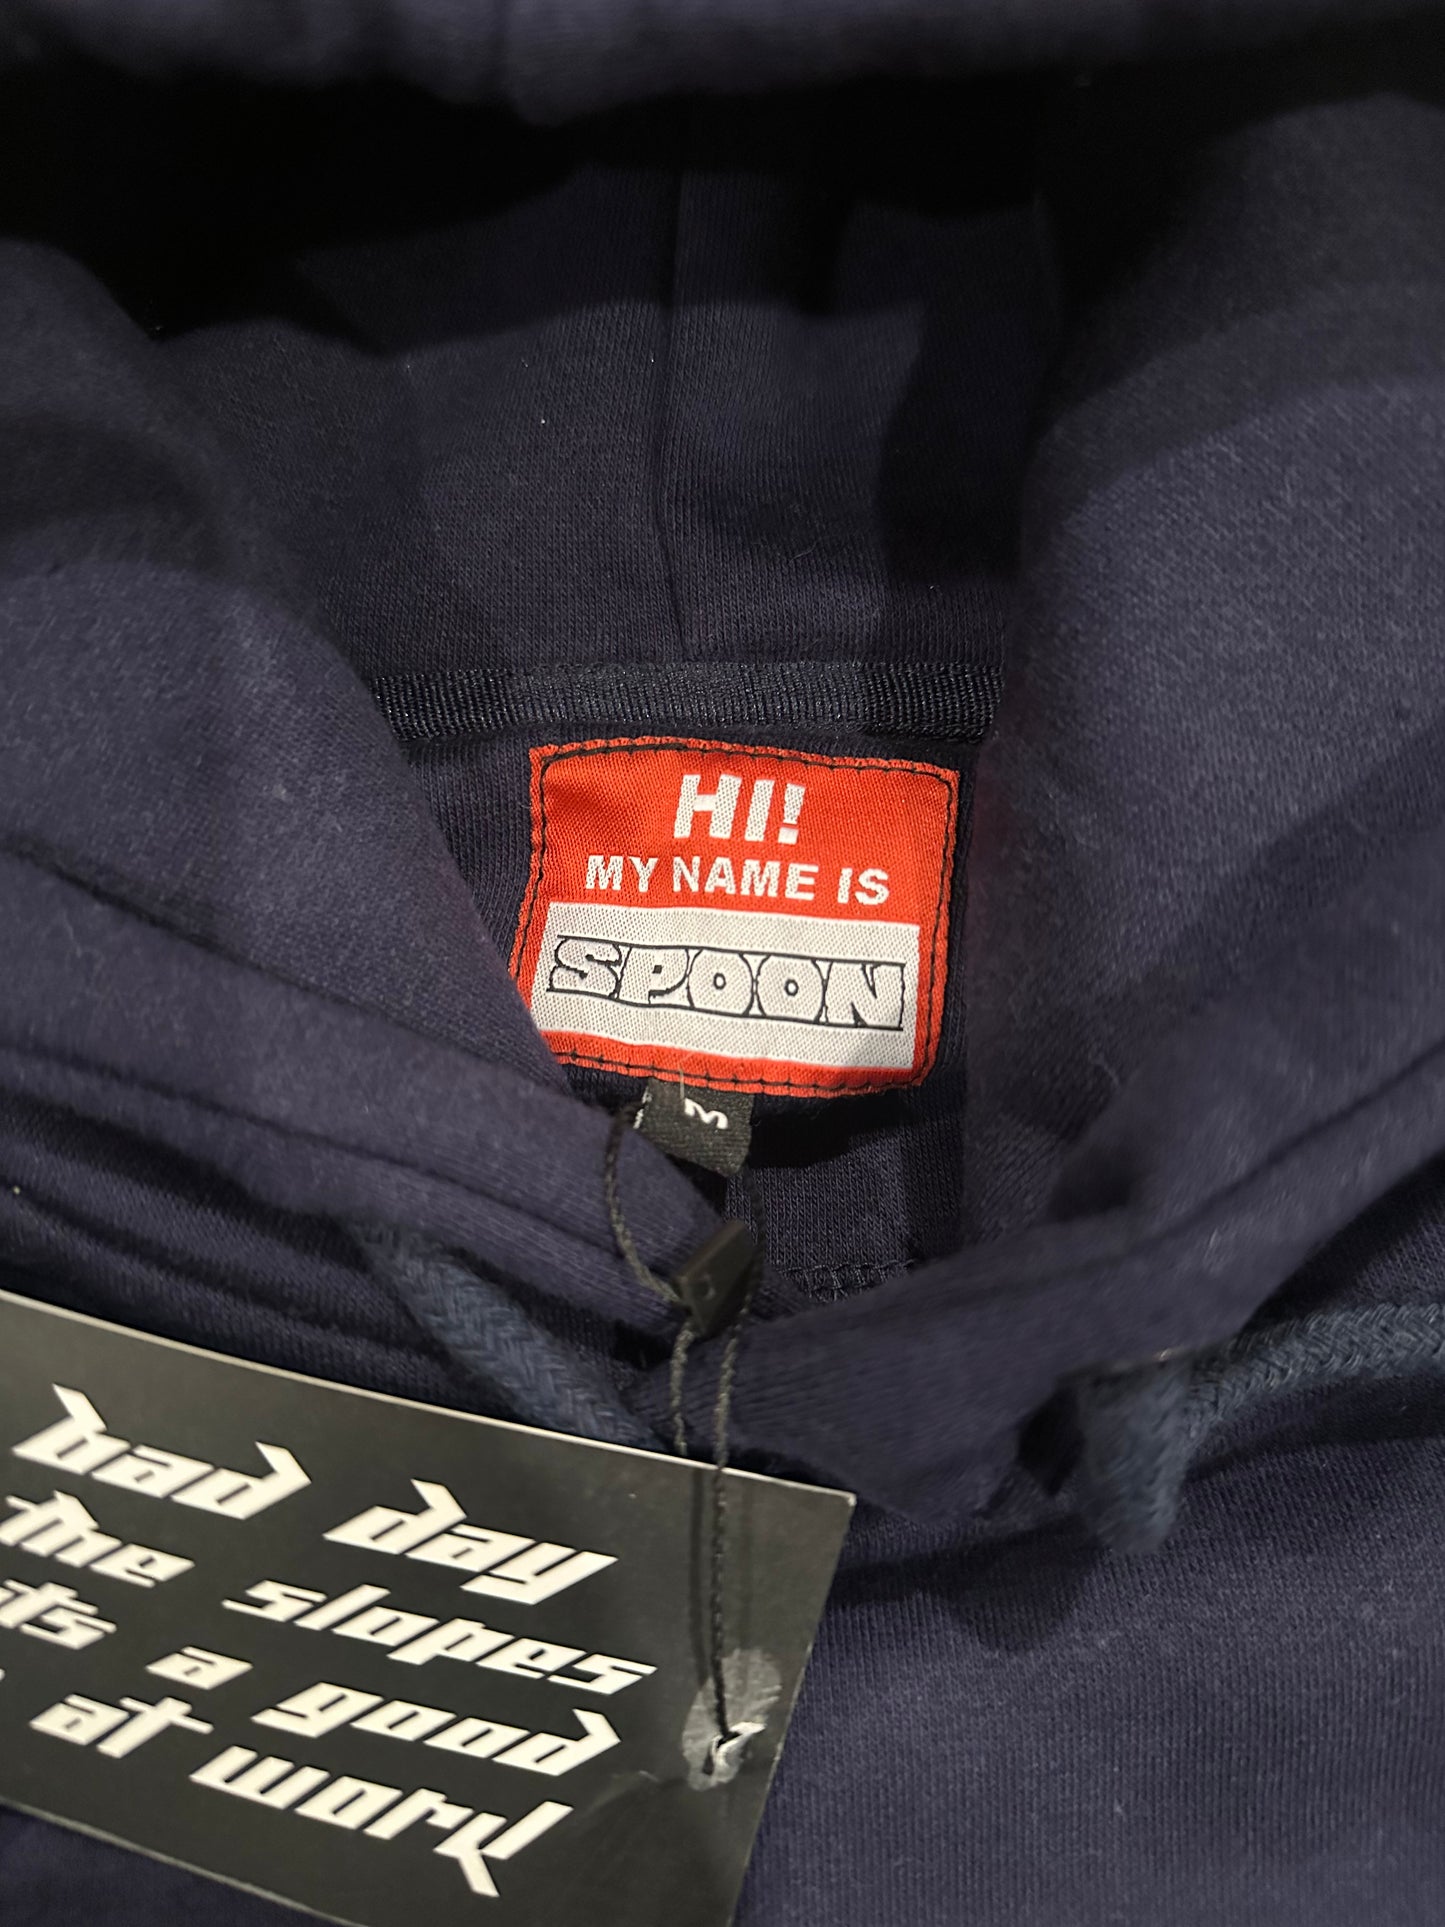 HI!
MY NAME IS
SPOON
M
bad day
the slopes
a good
at work